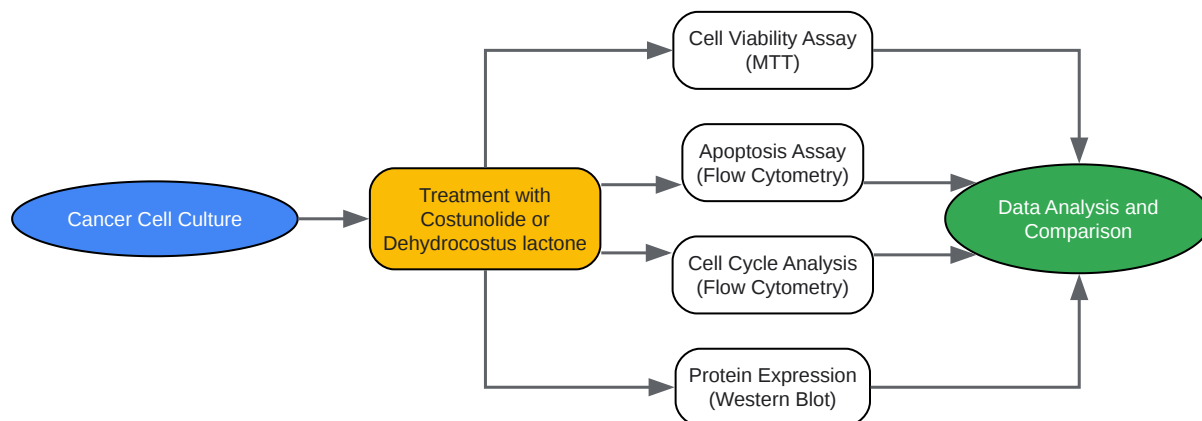 Cancer Cell Culture
Treatment with
Costunolide or
Dehydrocostus lactone
Cell Viability Assay
(MTT)
Apoptosis Assay
(Flow Cytometry)
Cell Cycle Analysis
(Flow Cytometry)
Protein Expression
(Western Blot)
Data Analysis and
Comparison